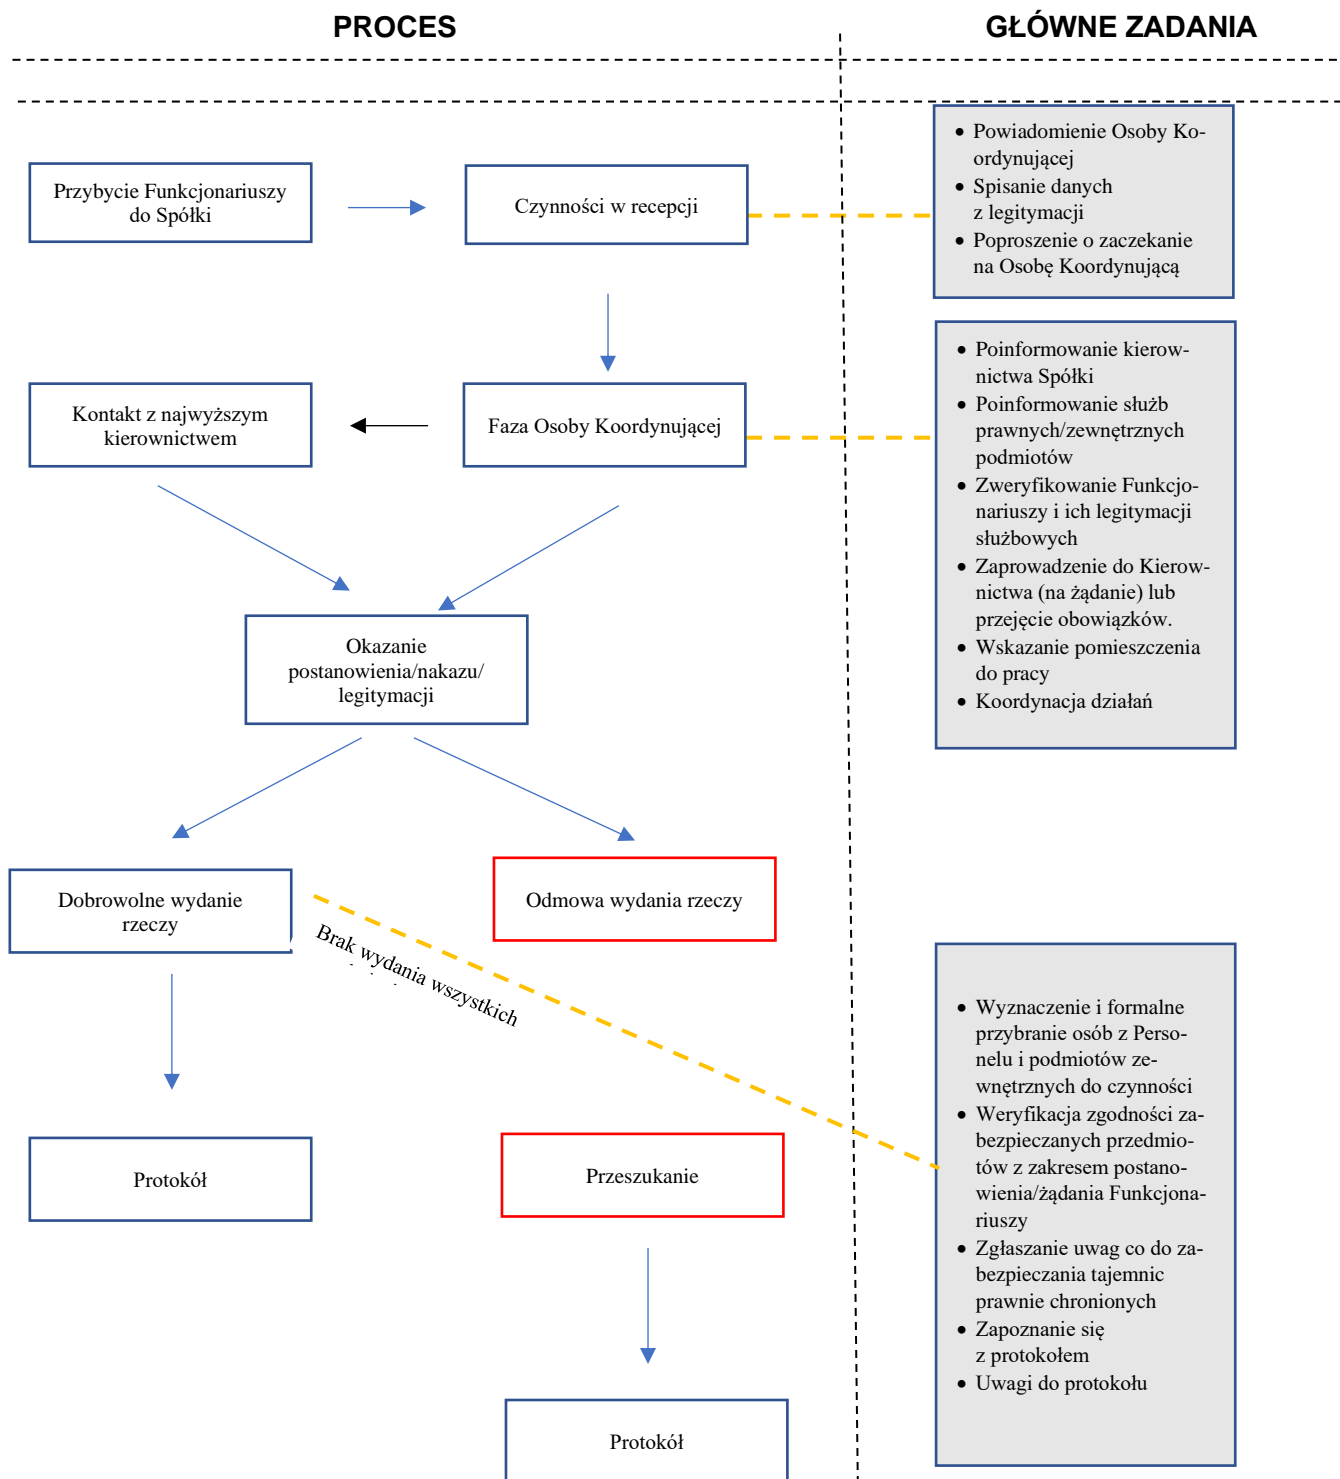 PROCES
GŁÓWNE ZADANIA
Przybycie Funkcjonariuszy
do Spółki
Czynności w recepcji
• Powiadomienie Osoby Ko-
ordynującej
• Spisanie danych
z legitymacji
• Poproszenie o zaczekanie
na Osobę Koordynującą
Kontakt z najwyższym
kierownictwem
Faza Osoby Koordynującej
• Poinformowanie kierow-
nictwa Spółki
• Poinformowanie służb
prawnych/zewnętrznych
podmiotów
• Zweryfikowanie Funkcjo-
nariuszy i ich legitymacji
służbowych
• Zaprowadzenie do Kierow-
nictwa (na żądanie) lub
przejęcie obowiązków.
• Wskazanie pomieszczenia
do pracy
• Koordynacja działań
Okazanie
postanowienia/nakazu/
legitymacji
Dobrowolne wydanie
rzeczy
Odmowa wydania rzeczy
Brak wydania wszystkich
Protokół
Przeszukanie
Protokół
• Wyznaczenie i formalne
przybranie osób z Perso-
nelu i podmiotów ze-
wnętrznych do czynności
• Weryfikacja zgodności za-
bezpieczanych przedmio-
tów z zakresem postano-
wienia/żądania Funkcjona-
riuszy
• Zgłaszanie uwag co do za-
bezpieczania tajemnic
prawnie chronionych
• Zapoznanie się
z protokołem
• Uwagi do protokołu